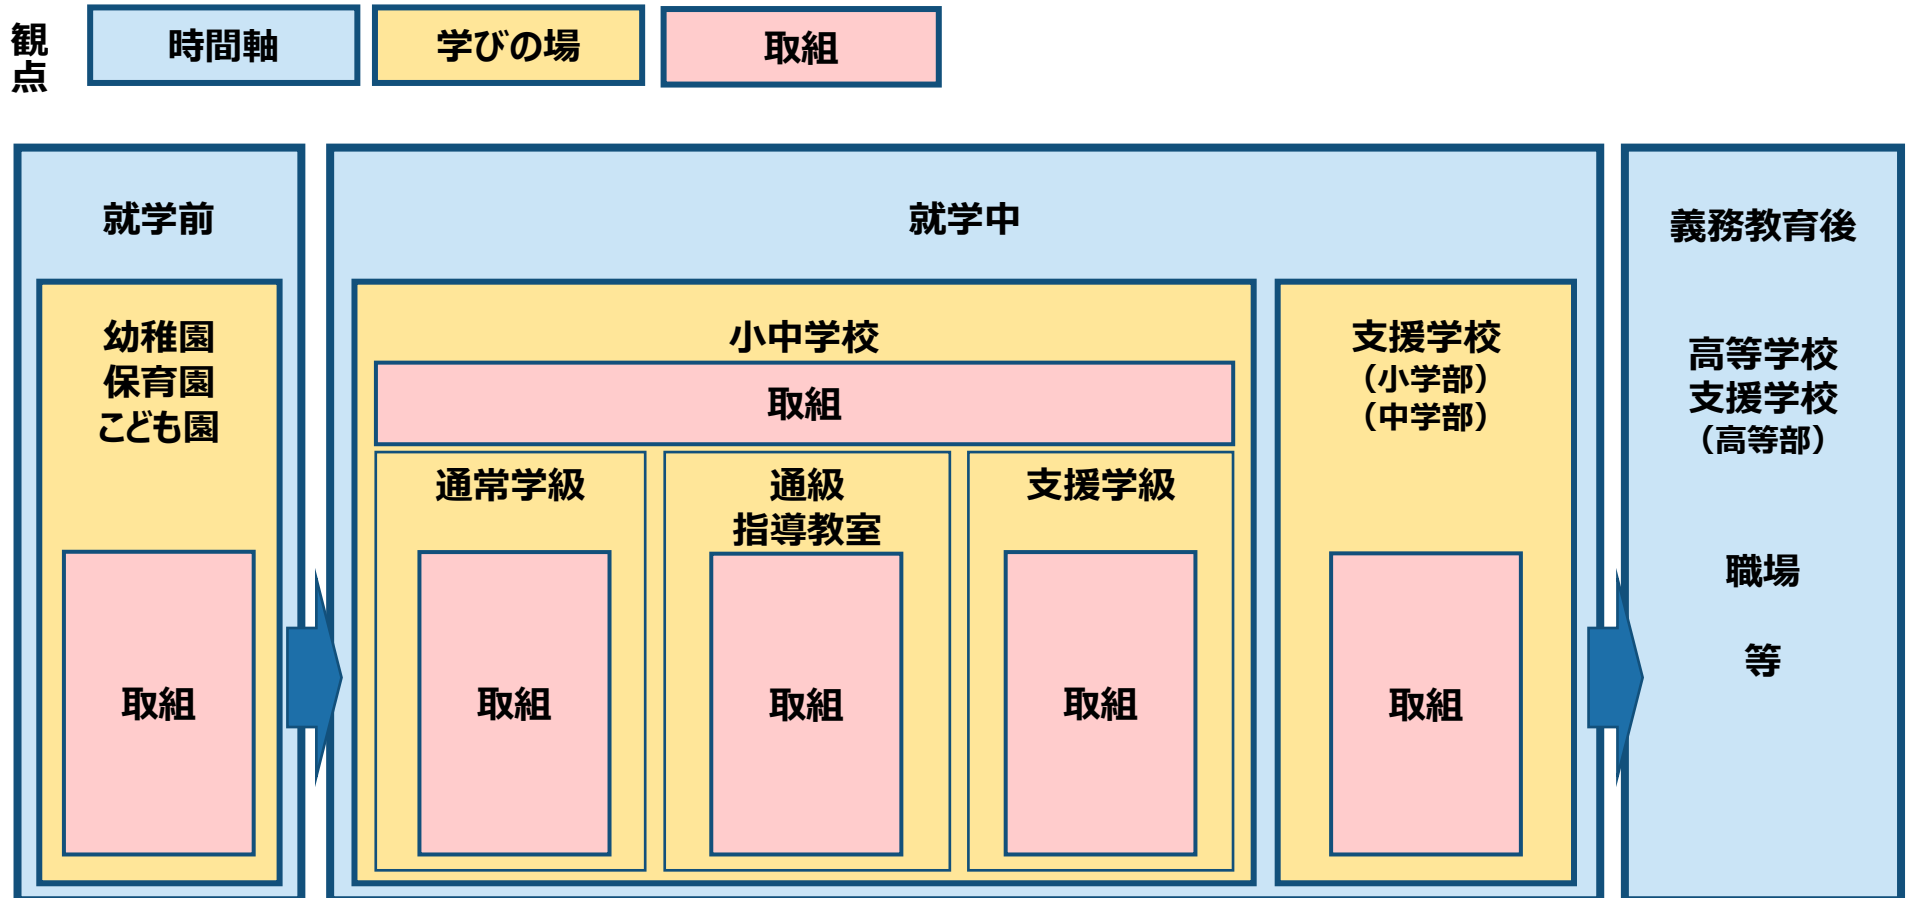 観点
時間軸
学びの場
取組
就学前
幼稚園
保育園
こども園
取組
就学中
小中学校
取組
通常学級
取組
通級
指導教室
取組
支援学級
取組
支援学校
（小学部）
（中学部）
取組
義務教育後
高等学校
支援学校
（高等部）
職場
等